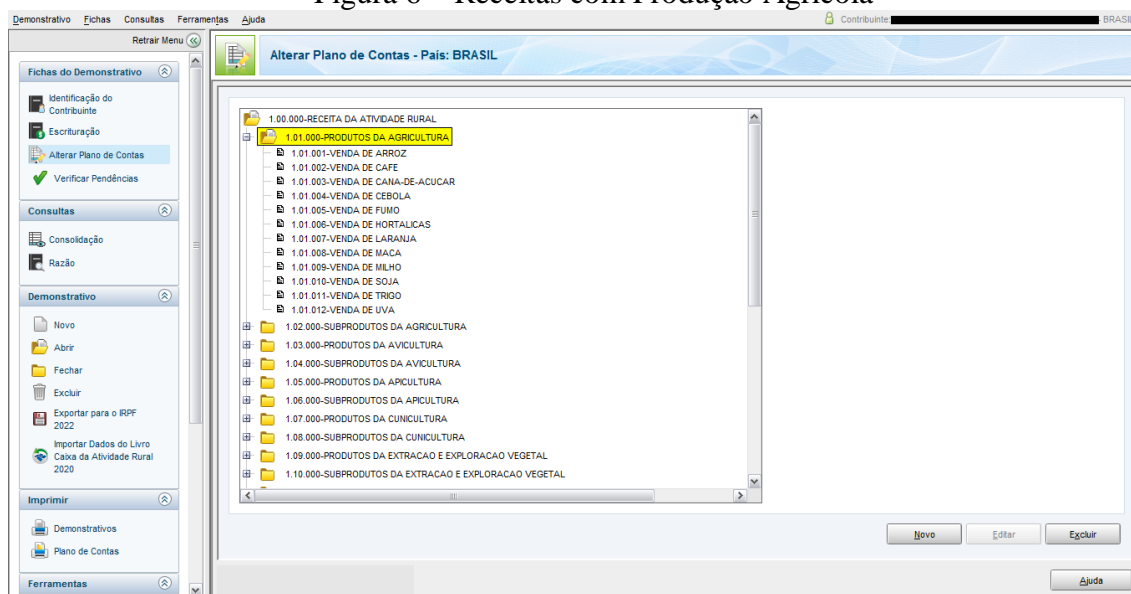 Figura 6 – Receitas com Produção Agrícola
Demonstrativo Fichas Consultas Ferramentas Ajuda
Contribuinte
- BRASIL
Retrair Menu
Fichas do Demonstrativo
Identificação do
Contribuinte
Escrituração
Alterar Plano de Contas
Verificar Pendências
Consultas
Consolidação
Razão
Demonstrativo
Novo
Abrir
Fechar
Excluir
Exportar para o IRPF
2022
Importar Dados do Livro
Caixa da Atividade Rural
2020
Imprimir
Demonstrativos
Plano de Contas
Ferramentas
Alterar Plano de Contas - País: BRASIL
1.00.000-RECEITA DA ATIVIDADE RURAL
1.01.000-PRODUTOS DA AGRICULTURA
1.01.001-VENDA DE ARROZ
1.01.002-VENDA DE CAFE
1.01.003-VENDA DE CANA-DE-ACUCAR
1.01.004-VENDA DE CEBOLA
1.01.005-VENDA DE FUMO
1.01.006-VENDA DE HORTALICAS
1.01.007-VENDA DE LARANJA
1.01.008-VENDA DE MACA
1.01.009-VENDA DE MILHO
1.01.010-VENDA DE SOJA
1.01.011-VENDA DE TRIGO
1.01.012-VENDA DE UVA
1.02.000-SUBPRODUTOS DA AGRICULTURA
1.03.000-PRODUTOS DA AVICULTURA
1.04.000-SUBPRODUTOS DA AVICULTURA
1.05.000-PRODUTOS DA APICULTURA
1.06.000-SUBPRODUTOS DA APICULTURA
1.07.000-PRODUTOS DA CUNICULTURA
1.08.000-SUBPRODUTOS DA CUNICULTURA
1.09.000-PRODUTOS DA EXTRACAO E EXPLORACAO VEGETAL
1.10.000-SUBPRODUTOS DA EXTRACAO E EXPLORACAO VEGETAL
Novo Editar Excluir
Ajuda